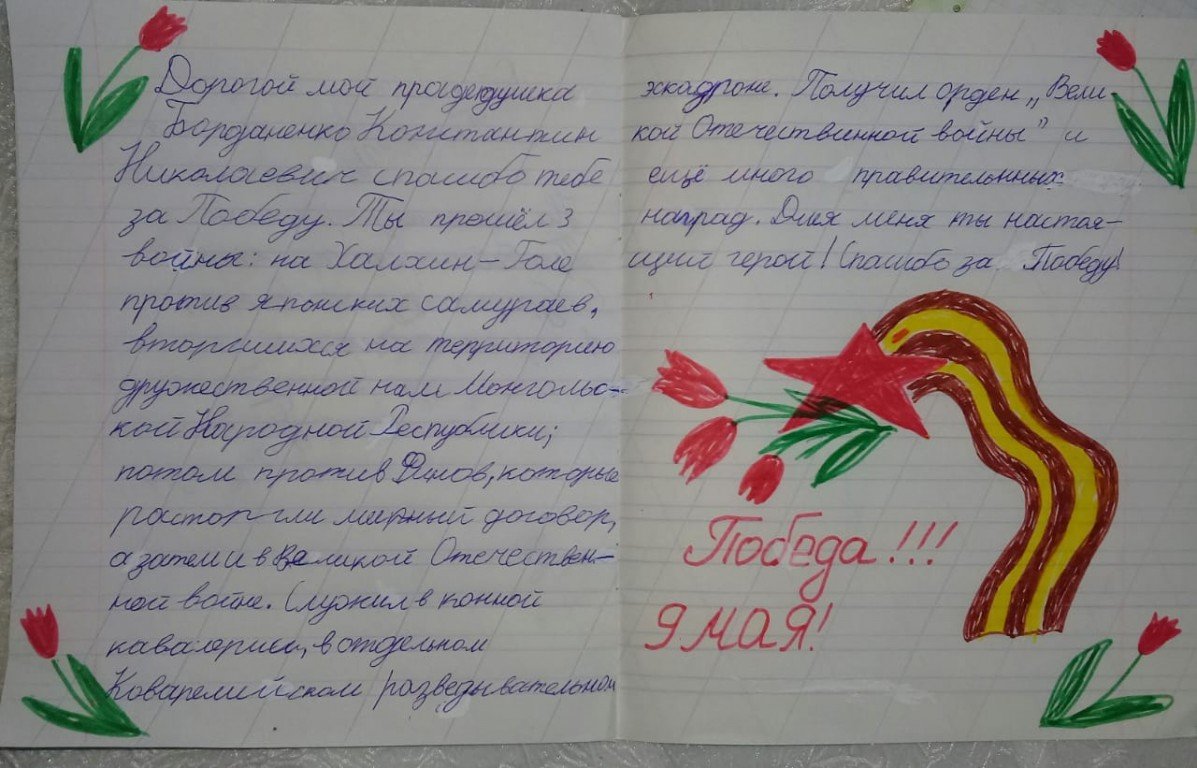 Дорогой мой прадедушка
Борданенко Константин
Николаевич спасибо тебе
за Победу. Ты прошёл 3
войны: на Халхин-Голе
против японских самураев,
вторгшихся на территорию
дружественной нам Монгольс-
кой Народной Республики;
потом против Финов, которые
расторгли мирный договор,
а затем и в Великой Отечествен-
ной войне. Служил в конной
кавалерии, в отдельном
Ковалерийском разведывательном
эскадроне. Получил орден „Вели-
кой Отечествинной войны" и
ещё много правительнных
наград. Для меня ты настоя-
щий герой! Спасибо за Победу!
Победа!!!
9 мая!